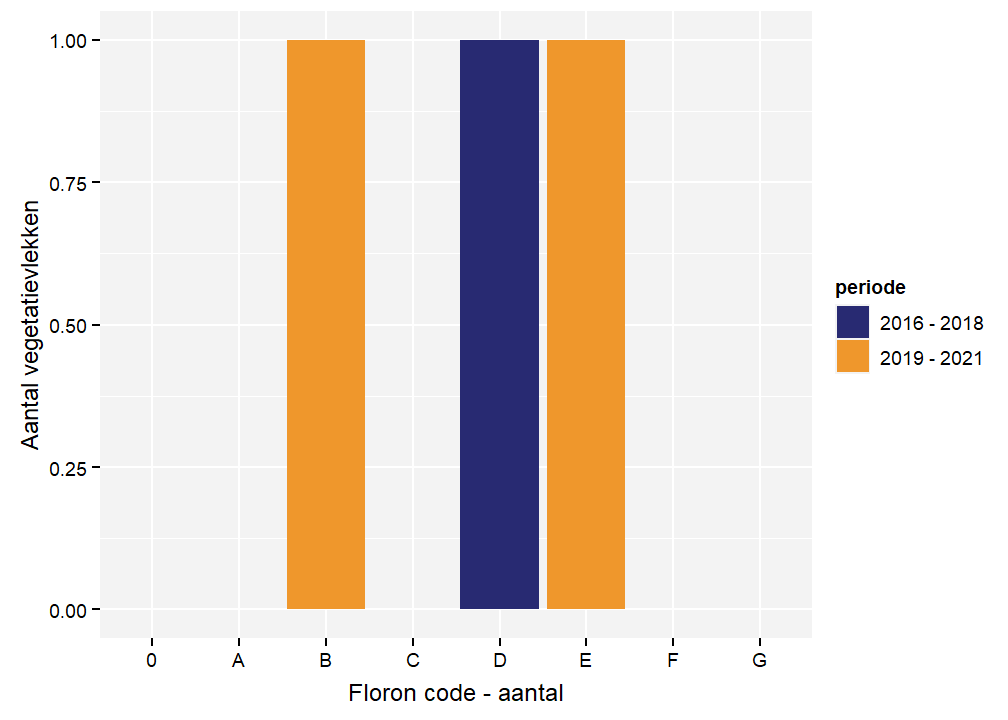 1.00
0.75
0.50
0.25
0.00
Aantal vegetatievlekken
0 A B C D E F G
Floron code - aantal
periode
2016 - 2018
2019 - 2021